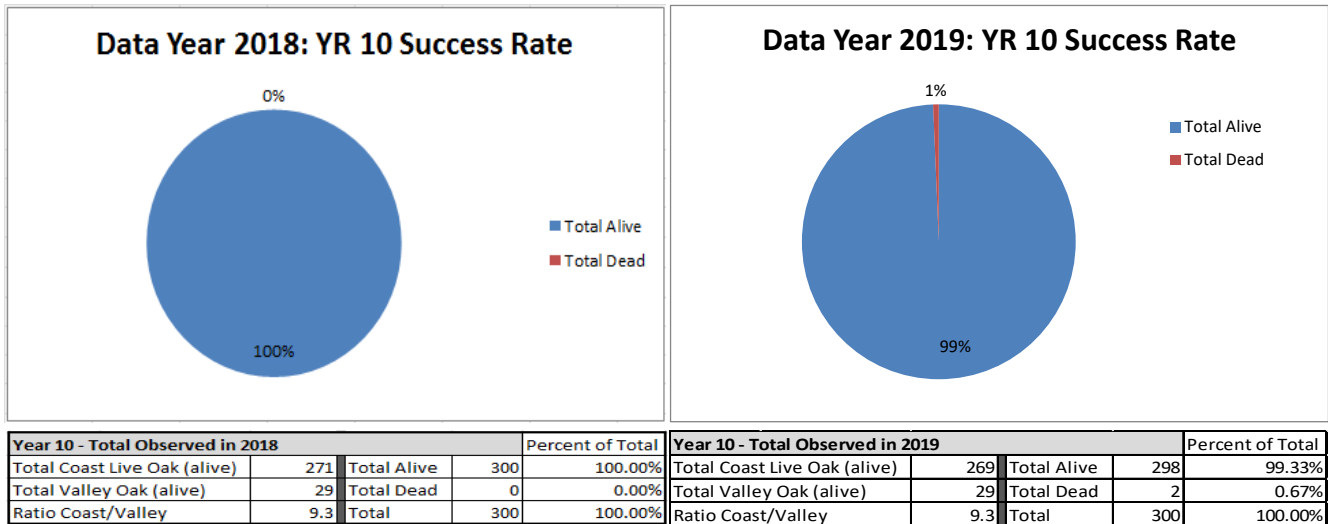 Data Year 2018: YR 10 Success Rate
0%
Total Alive
Total Dead
100%
Year 10 - Total Observed in 2018 Percent of Total
Total Coast Live Oak (alive) 271 Total Alive 300 100.00%
Total Valley Oak (alive) 29 Total Dead 0 0.00%
Ratio Coast/Valley 9.3 Total 300 100.00%
Data Year 2019: YR 10 Success Rate
1%
Total Alive
Total Dead
99%
Year 10 - Total Observed in 2019 Percent of Total
Total Coast Live Oak (alive) 269 Total Alive 298 99.33%
Total Valley Oak (alive) 29 Total Dead 2 0.67%
Ratio Coast/Valley 9.3 Total 300 100.00%